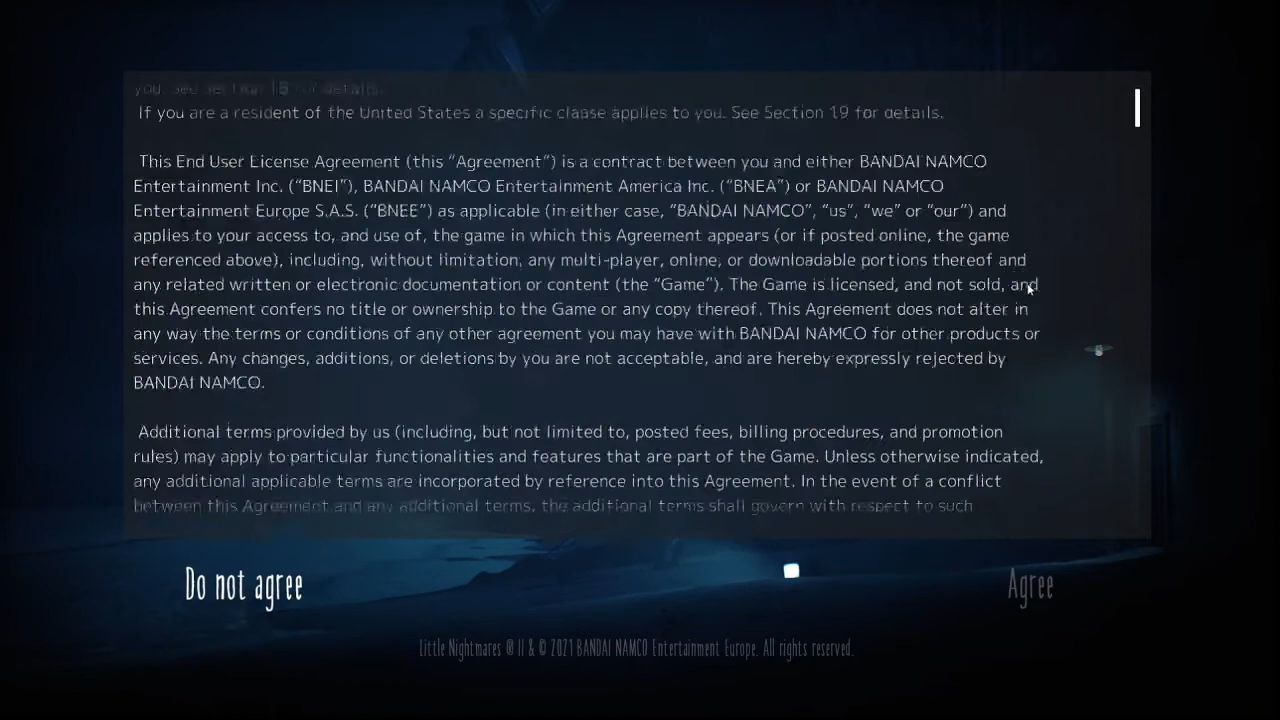 you. See Section 18 for details.
If you are a resident of the United States a specific clause applies to you. See Section 19 for details.
This End User License Agreement (this “Agreement”) is a contract between you and either BANDAI NAMCO
Entertainment Inc. (“BNEI”), BANDAI NAMCO Entertainment America Inc. (“BNEA”) or BANDAI NAMCO
Entertainment Europe S.A.S. (“BNEE”) as applicable (in either case, “BANDAI NAMCO”, “us”, “we” or “our”) and
applies to your access to, and use of, the game in which this Agreement appears (or if posted online, the game
referenced above), including, without limitation, any multi-player, online, or downloadable portions thereof and
any related written or electronic documentation or content (the “Game”). The Game is licensed, and not sold, and
this Agreement confers no title or ownership to the Game or any copy thereof. This Agreement does not alter in
any way the terms or conditions of any other agreement you may have with BANDAI NAMCO for other products or
services. Any changes, additions, or deletions by you are not acceptable, and are hereby expressly rejected by
BANDAI NAMCO.
Additional terms provided by us (including, but not limited to, posted fees, billing procedures, and promotion
rules) may apply to particular functionalities and features that are part of the Game. Unless otherwise indicated,
any additional applicable terms are incorporated by reference into this Agreement. In the event of a conflict
between this Agreement and any additional terms, the additional terms shall govern with respect to such
Do not agree
Agree
Little Nightmares ® II & © 2021 BANDAI NAMCO Entertainment Europe. All rights reserved.